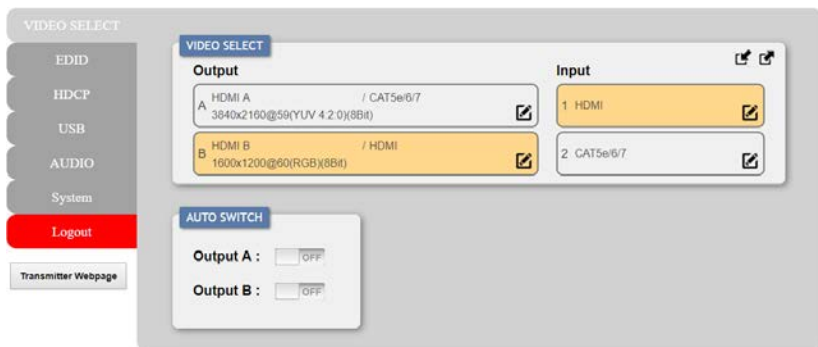 VIDEO SELECT
EDID
HDCP
USB
AUDIO
System
Logout
Transmitter Webpage
VIDEO SELECT
Output
A HDMI A / CAT5e/6/7
3840x2160@59(YUV 4:2:0)(8Bit)
B HDMI B / HDMI
1600x1200@60(RGB)(8Bit)
Input
1 HDMI
2 CAT5e/6/7
AUTO SWITCH
Output A : OFF
Output B : OFF